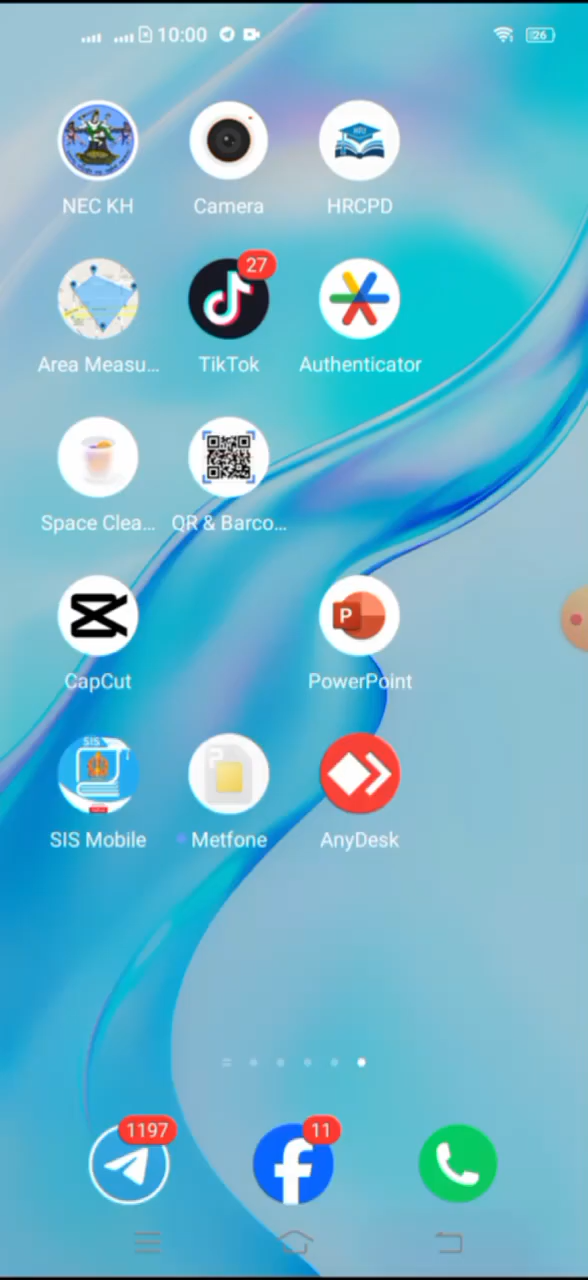 10:00
26
NEC KH
Camera
HRCPD
27
Area Measu...
TikTok
Authenticator
Space Clea...
QR & Barco...
CapCut
P
PowerPoint
SIS
SIS Mobile
Metfone
AnyDesk
1197
11